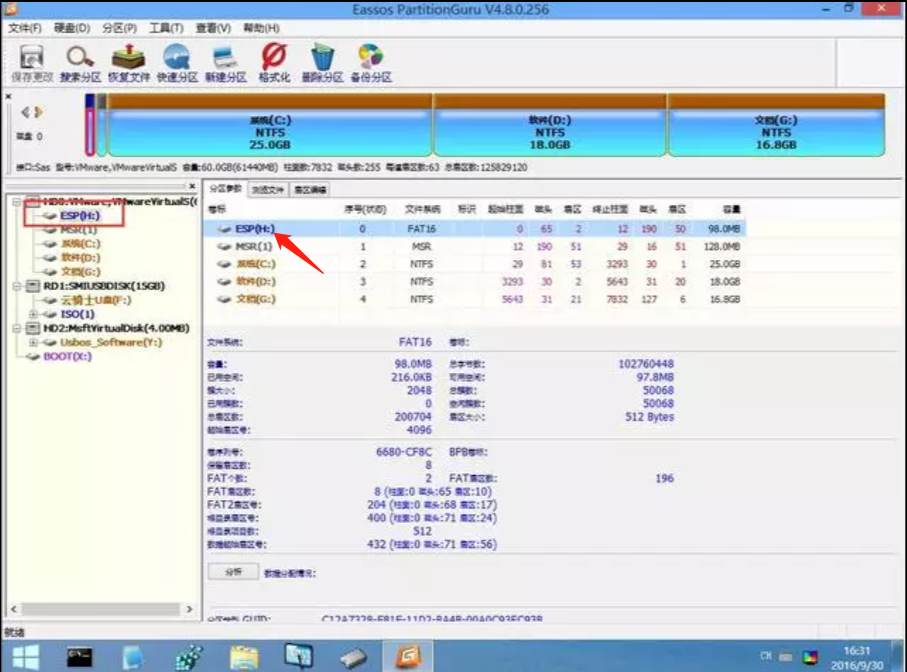 Eassos PartitionGuru V4.8.0.256
文件(F) 硬盘(D) 分区(P) 工具(T) 查看(V) 帮助(H)
保存更改 搜索分区 恢复文件 快速分区 新建分区 格式化 删除分区 备份分区
系统(C:)
NTFS
25.0GB
软件(D:)
NTFS
18.0GB
文档(G:)
NTFS
16.8GB
磁盘 0
接口:Sas 型号:VMware,VMwareVirtualS 容量:60.0GB(61440MB) 柱面数:7832 磁头数:255 每道扇区数:63 总扇区数:125829120
HD0:VMware,VMwareVirtualS(6
ESP(H:)
MSR(1)
系统(C:)
软件(D:)
文档(G:)
RD1:SMIUSBDISK(15GB)
云骑士U盘(F:)
ISO(1)
HD2:MsftVirtualDisk(4.00MB)
Usbos_Software(Y:)
BOOT(X:)
分区参数 浏览文件 扇区编辑
卷标 序号(状态) 文件系统 标识 起始柱面 磁头 扇区 终止柱面 磁头 扇区 容量
ESP(H:) 0 FAT16 0 65 2 12 190 50 98.0MB
MSR(1) 1 MSR 12 190 51 29 16 51 128.0MB
系统(C:) 2 NTFS 29 81 53 3293 30 1 25.0GB
软件(D:) 3 NTFS 3293 30 2 5643 31 20 18.0GB
文档(G:) 4 NTFS 5643 31 21 7832 127 6 16.8GB
文件系统: FAT16 卷标:
容量: 98.0MB 总字节数: 102760448
已用空间: 216.0KB 可用空间: 97.8MB
簇大小: 2048 总簇数: 50068
已用簇数: 0 空闲簇数: 50068
总扇区数: 200704 扇区大小: 512 Bytes
起始扇区号: 4096
卷序列号: 6680-CF8C BPB卷标:
保留扇区数: 8
FAT个数: 2 FAT扇区数: 196
FAT扇区数: 8 (柱面:0 磁头:65 扇区:10)
FAT2扇区号: 204 (柱面:0 磁头:68 扇区:17)
根目录扇区号: 400 (柱面:0 磁头:71 扇区:24)
根目录项目数: 512
数据起始扇区号: 432 (柱面:0 磁头:71 扇区:56)
分析 数据分配情况:
分区类型 GUID: C12A7328-F81F-11D2-BA4B-00A0C93EC93B
就绪
CH
16:31
2016/9/30